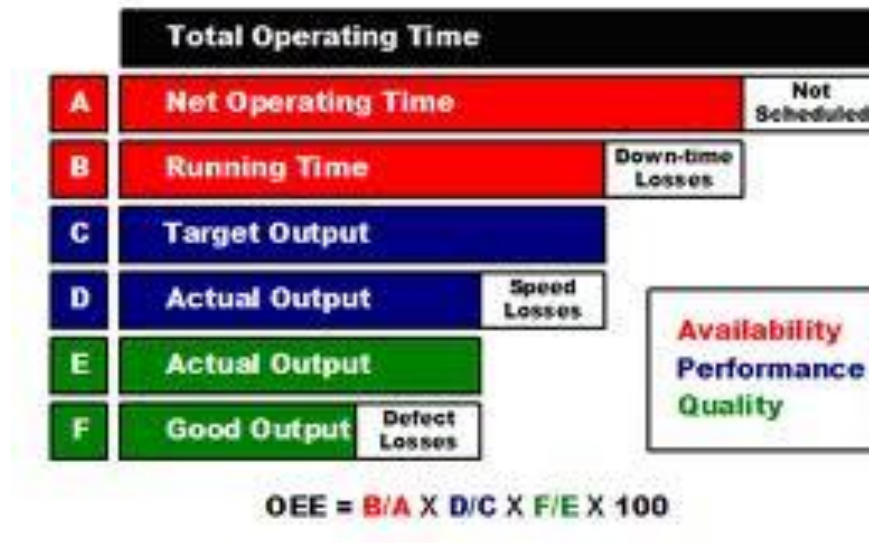 Total Operating Time
A Net Operating Time Not
Scheduled
B Running Time Down-time
Losses
C Target Output
D Actual Output Speed
Losses
E Actual Output
F Good Output Defect
Losses
Availability
Performance
Quality
OEE = B/A X D/C X F/E X 100